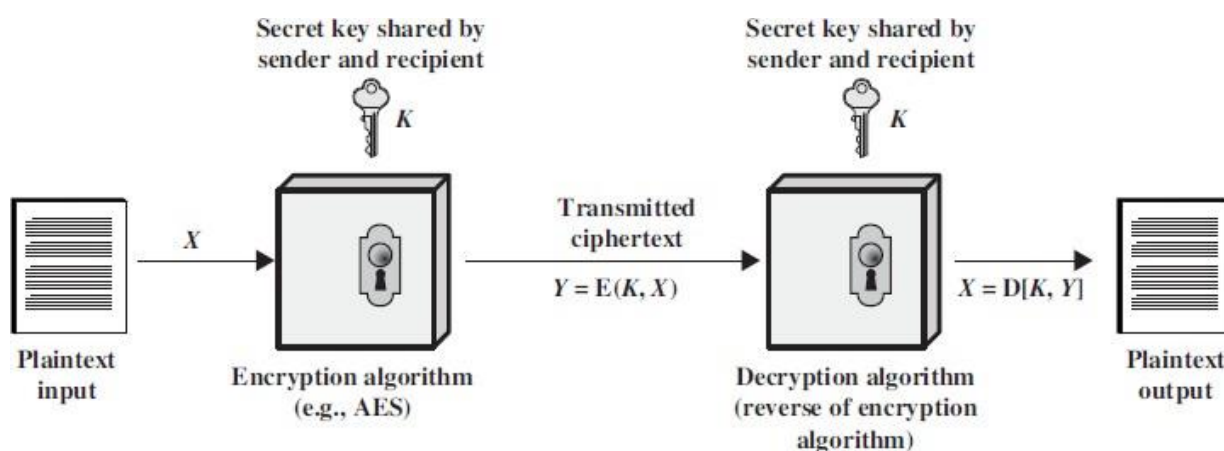 Secret key shared by
sender and recipient
K
Secret key shared by
sender and recipient
K
X
Transmitted
ciphertext
Y = E(K, X)
X = D[K, Y]
Plaintext
input
Encryption algorithm
(e.g., AES)
Decryption algorithm
(reverse of encryption
algorithm)
Plaintext
output